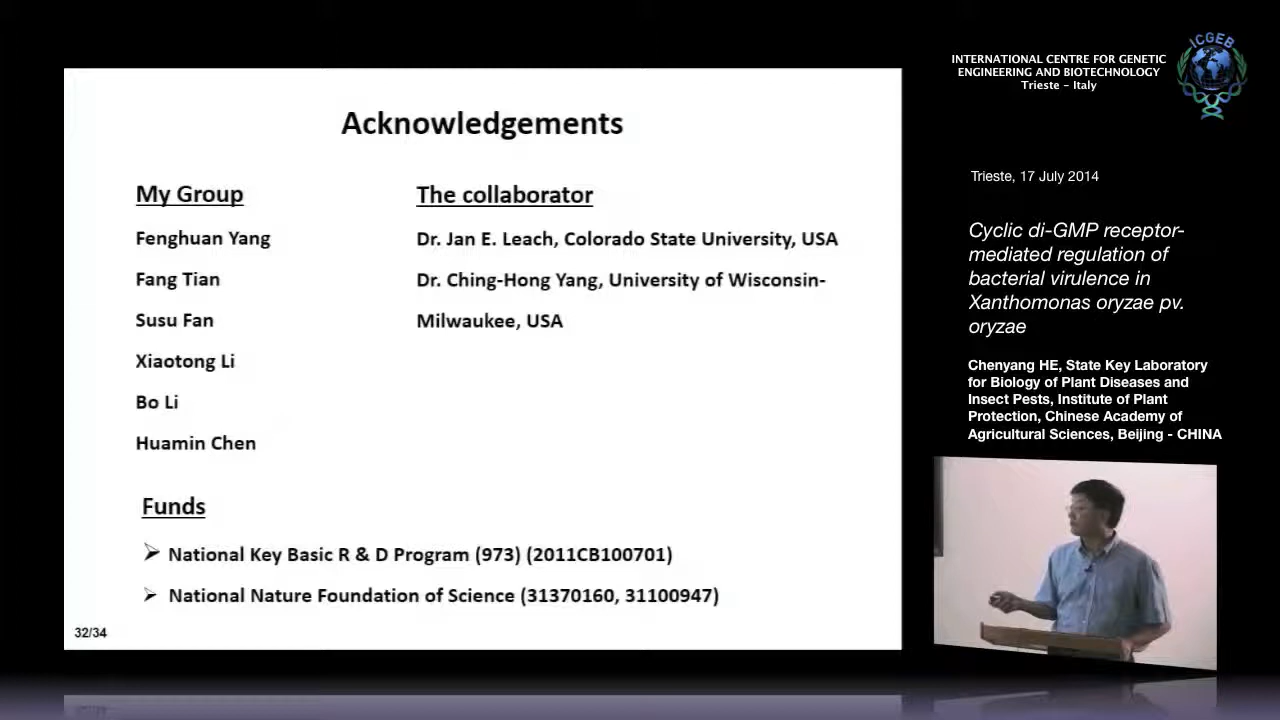 Acknowledgements
My Group
Fenghuan Yang
Fang Tian
Susu Fan
Xiaotong Li
Bo Li
Huamin Chen
The collaborator
Dr. Jan E. Leach, Colorado State University, USA
Dr. Ching-Hong Yang, University of Wisconsin-
Milwaukee, USA
Funds
National Key Basic R & D Program (973) (2011CB100701)
National Nature Foundation of Science (31370160, 31100947)
32/34
INTERNATIONAL CENTRE FOR GENETIC
ENGINEERING AND BIOTECHNOLOGY
Trieste – Italy
ICGEB
Trieste, 17 July 2014
Cyclic di-GMP receptor-
mediated regulation of
bacterial virulence in
Xanthomonas oryzae pv.
oryzae
Chenyang HE, State Key Laboratory
for Biology of Plant Diseases and
Insect Pests, Institute of Plant
Protection, Chinese Academy of
Agricultural Sciences, Beijing - CHINA